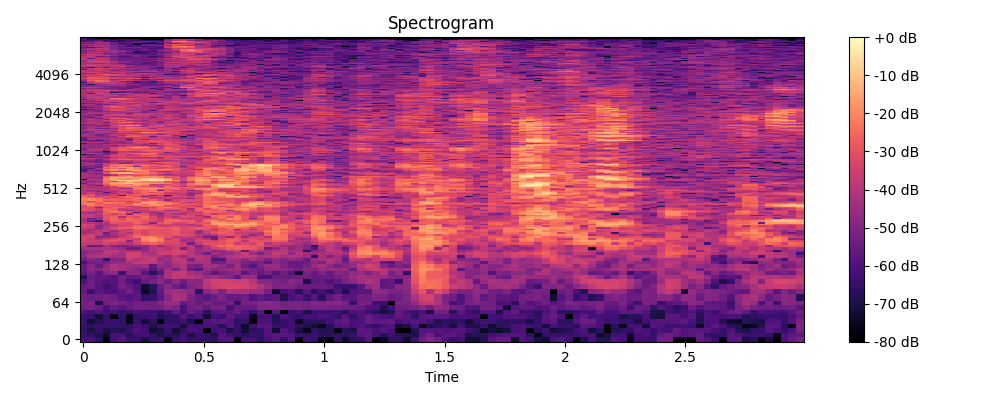 Spectrogram
Hz
4096
2048
1024
512
256
128
64
0
0
0.5
1
1.5
2
2.5
Time
+0 dB
-10 dB
-20 dB
-30 dB
-40 dB
-50 dB
-60 dB
-70 dB
-80 dB